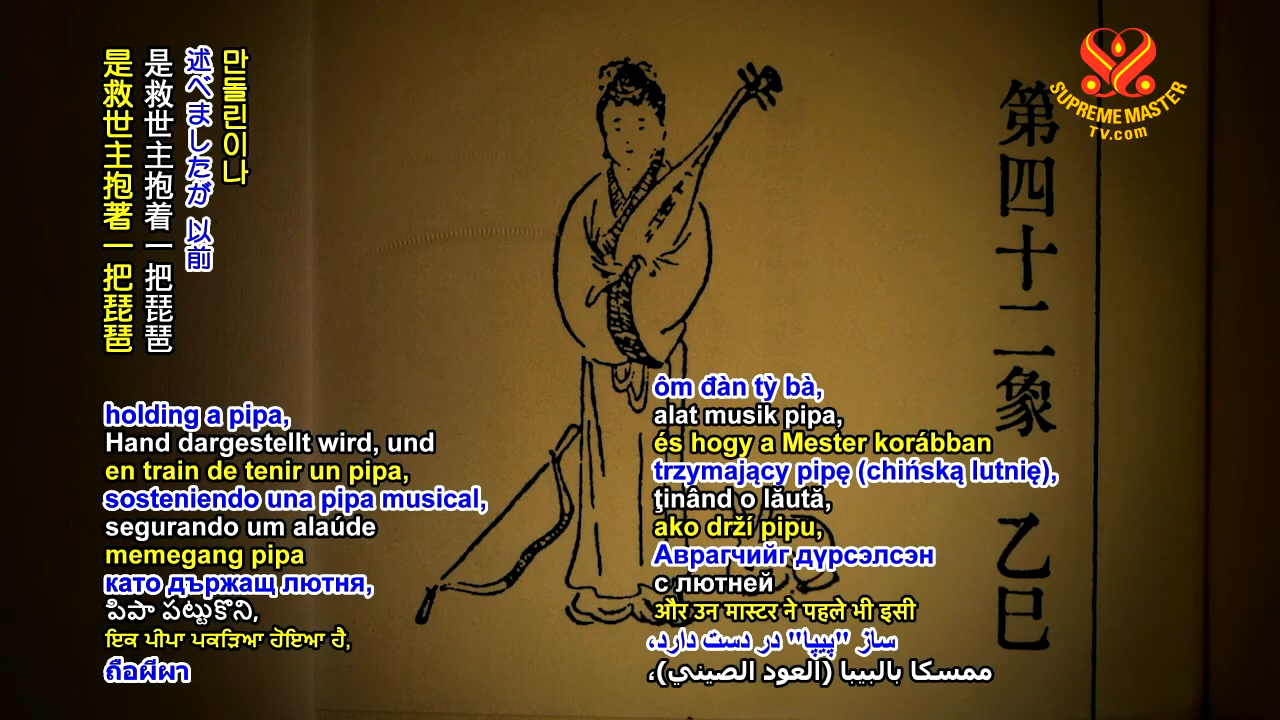 만돌린이나
述べましたが 以前
是救世主抱着一把琵琶
是救世主抱著一把琵琶
holding a pipa,
Hand dargestellt wird, und
en train de tenir un pipa,
sosteniendo una pipa musical,
segurando um alaúde
memegang pipa
като държащ лютня,
పిపా పట్టుకొని,
ਇਕ ਪੀਪਾ ਪਕੜਿਆ ਹੋਇਆ ਹੈ,
ถือผีผา
ôm đàn tỳ bà,
alat musik pipa,
és hogy a Mester korábban
trzymający pipę (chińską lutnię),
ţinând o lăută,
ako drží pipu,
Аврагчийг дүрсэлсэн
с лютней
और उन मास्टर ने पहले भी इसी
ساز "پیپا" در دست دارد،
ممسكا بالبيبا (العود الصيني)،
第四十二象 乙巳
SUPREME MASTER
TV.com